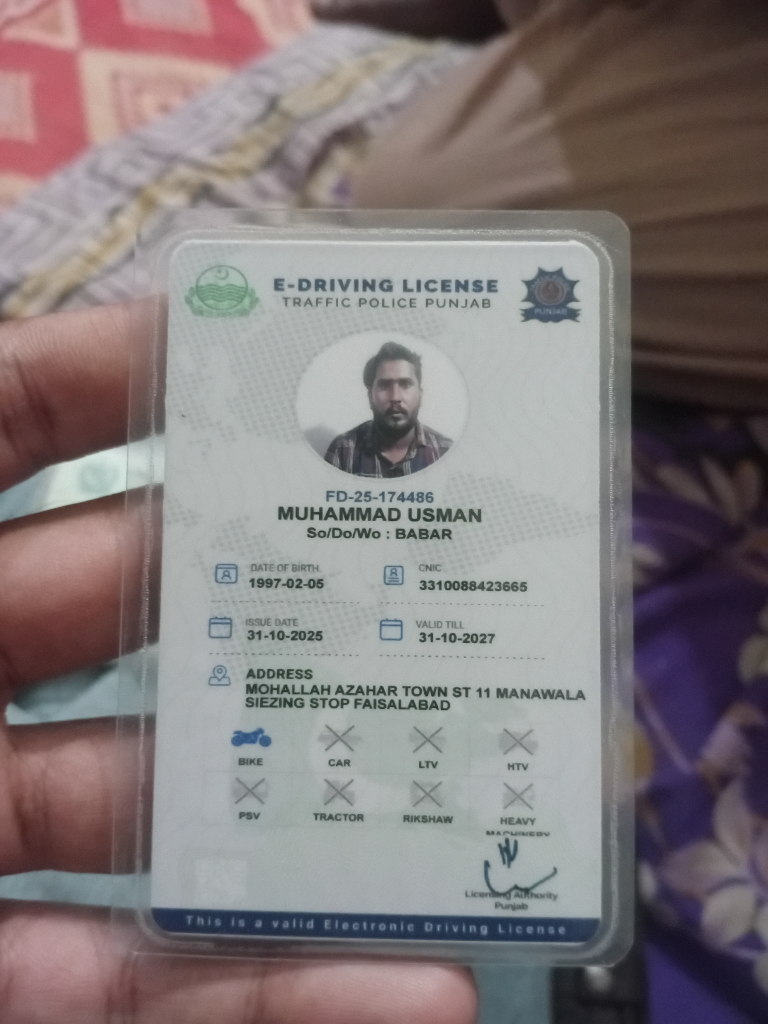 E-DRIVING LICENSE
TRAFFIC POLICE PUNJAB
PUNJAB
FD-25-174486
MUHAMMAD USMAN
So/Do/Wo : BABAR
DATE OF BIRTH
1997-02-05
CNIC
3310088423665
ISSUE DATE
31-10-2025
VALID TILL
31-10-2027
ADDRESS
MOHALLAH AZAHAR TOWN ST 11 MANAWALA
SIEZING STOP FAISALABAD
BIKE CAR LTV HTV
PSV TRACTOR RIKSHAW HEAVY
MACHINERY
Licensing Authority
Punjab
This is a valid Electronic Driving License